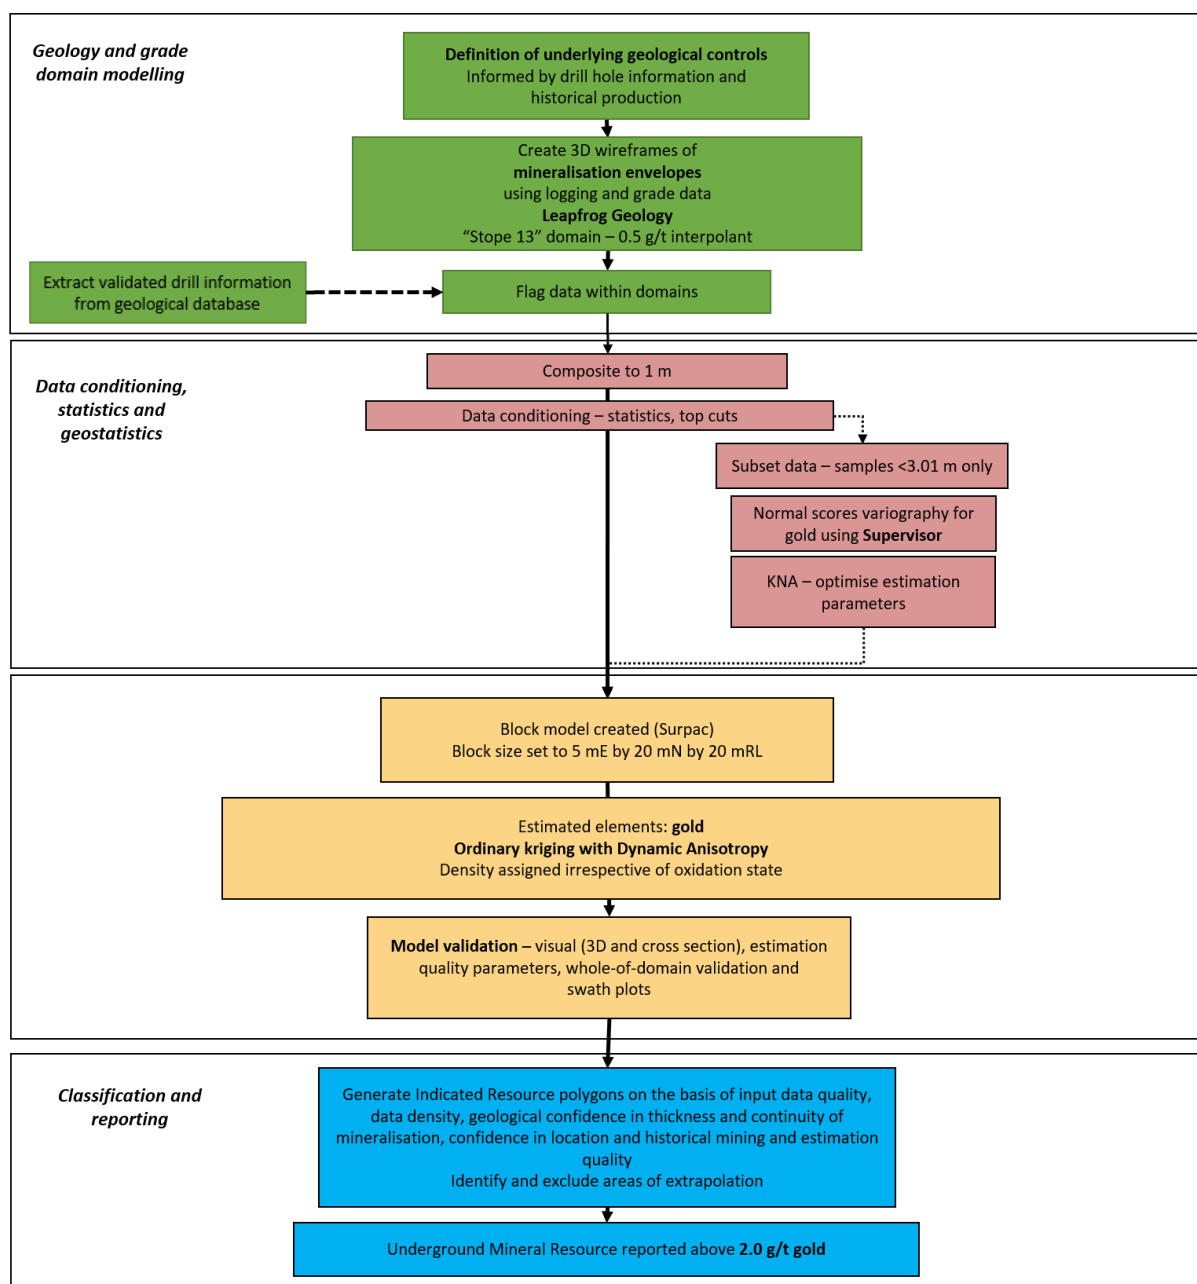 Geology and grade
domain modelling
Definition of underlying geological controls
Informed by drill hole information and
historical production
Create 3D wireframes of
mineralisation envelopes
using logging and grade data
Leapfrog Geology
“Stope 13” domain – 0.5 g/t interpolant
Extract validated drill information
from geological database
Flag data within domains
Data conditioning,
statistics and
geostatistics
Composite to 1 m
Data conditioning – statistics, top cuts
Subset data – samples <3.01 m only
Normal scores variography for
gold using Supervisor
KNA – optimise estimation
parameters
Block model created (Surpac)
Block size set to 5 mE by 20 mN by 20 mRL
Estimated elements: gold
Ordinary kriging with Dynamic Anisotropy
Density assigned irrespective of oxidation state
Model validation – visual (3D and cross section), estimation
quality parameters, whole-of-domain validation and
swath plots
Classification and
reporting
Generate Indicated Resource polygons on the basis of input data quality,
data density, geological confidence in thickness and continuity of
mineralisation, confidence in location and historical mining and estimation
quality
Identify and exclude areas of extrapolation
Underground Mineral Resource reported above 2.0 g/t gold